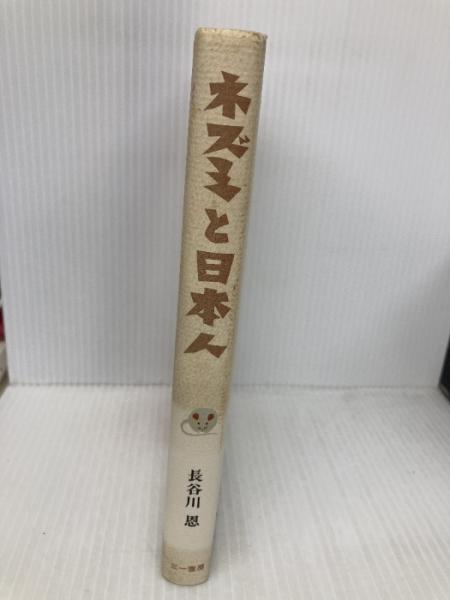 ネズミと日本人
長谷川 恩
三一書房